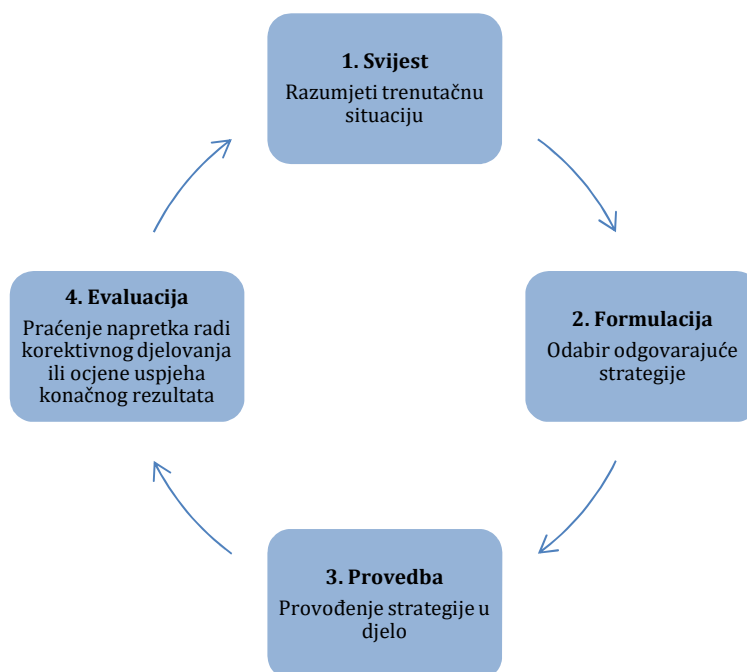 1. Svijest
Razumjeti trenutačnu
situaciju
2. Formulacija
Odabir odgovarajuće
strategije
3. Provedba
Provođenje strategije u
djelo
4. Evaluacija
Praćenje napretka radi
korektivnog djelovanja
ili ocjene uspjeha
konačnog rezultata